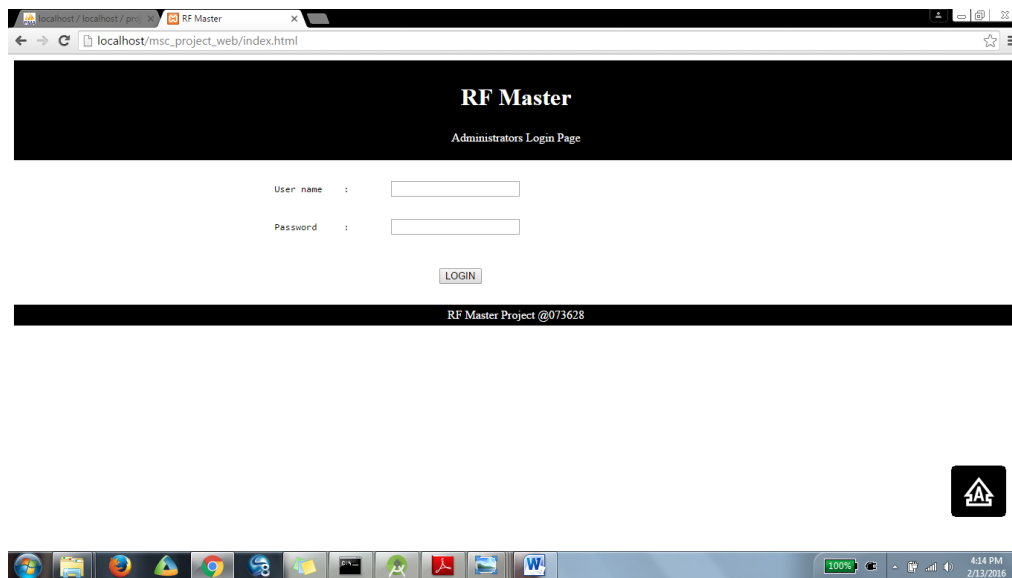 localhost / localhost / pro
RF Master
localhost/msc_project_web/index.html
RF Master
Administrators Login Page
User name :
Password :
LOGIN
RF Master Project @073628
A
100%
4:14 PM
2/13/2016